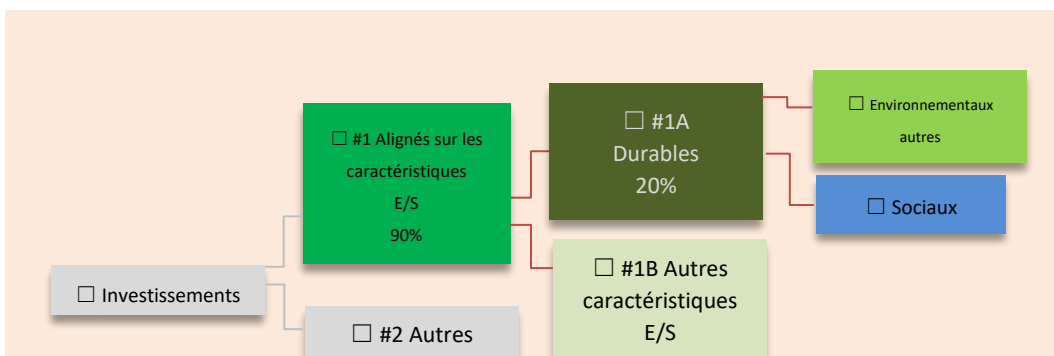 ☐ Investissements
☐ #1 Alignés sur les
caractéristiques
E/S
90%
☐ #2 Autres
☐ #1A
Durables
20%
☐ #1B Autres
caractéristiques
E/S
☐ Environnementaux
autres
☐ Sociaux